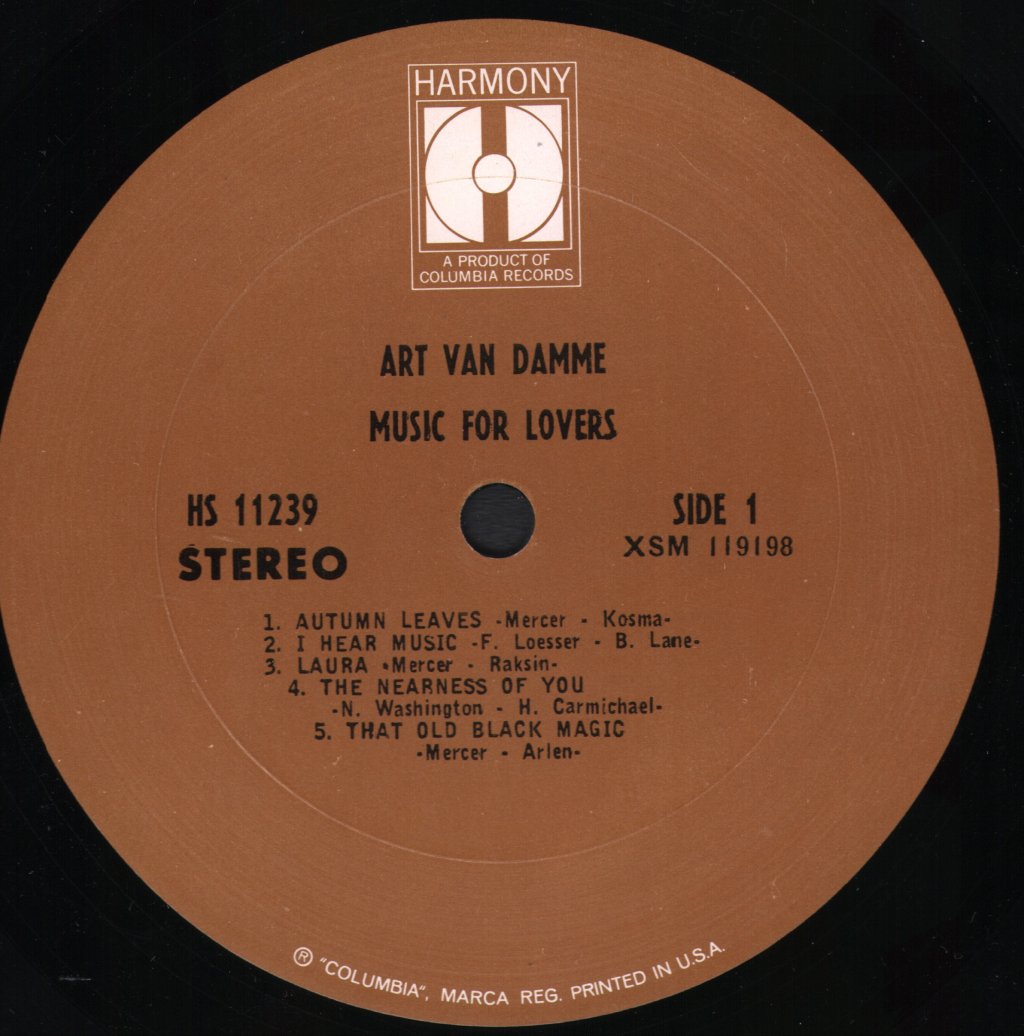 HARMONY
A PRODUCT OF
COLUMBIA RECORDS
ART VAN DAMME
MUSIC FOR LOVERS
HS 11239
STEREO
SIDE 1
XSM 119198
1. AUTUMN LEAVES -Mercer - Kosma-
2. I HEAR MUSIC -F. Loesser - B. Lane-
3. LAURA -Mercer - Raksin-
4. THE NEARNESS OF YOU
-N. Washington - H. Carmichael-
5. THAT OLD BLACK MAGIC
-Mercer - Arlen-
® "COLUMBIA", MARCA REG. PRINTED IN U.S.A.